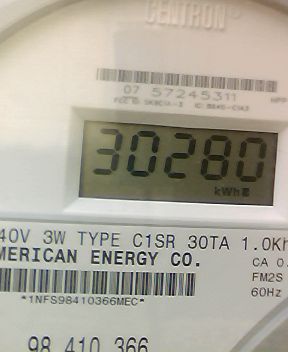 CENTRON®
07 57245311
30280
kWh
40V 3W TYPE C1SR 30TA 1.0Kh
MERICAN ENERGY CO.
CA 0.
FM2S
60Hz
*1NFS98410366MEC*
98 410 366